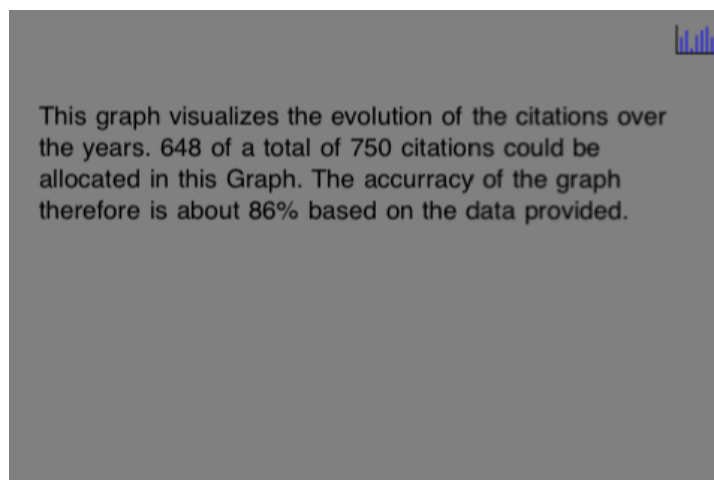 This graph visualizes the evolution of the citations over
the years. 648 of a total of 750 citations could be
allocated in this Graph. The accurracy of the graph
therefore is about 86% based on the data provided.